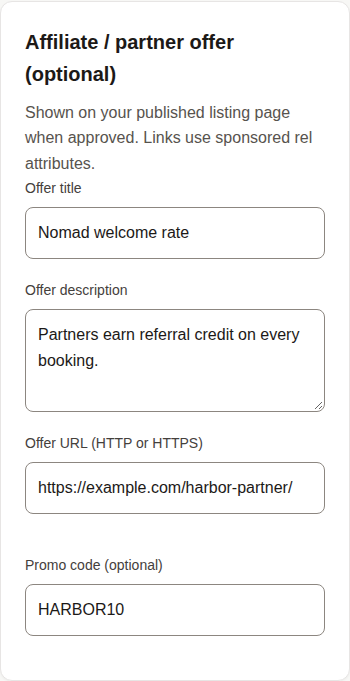 Affiliate / partner offer
(optional)
Shown on your published listing page
when approved. Links use sponsored rel
attributes.
Offer title
Nomad welcome rate
Offer description
Partners earn referral credit on every
booking.
Offer URL (HTTP or HTTPS)
https://example.com/harbor-partner/
Promo code (optional)
HARBOR10